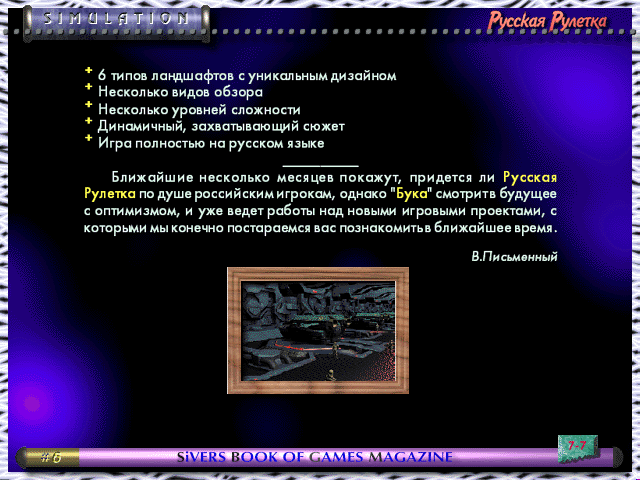 SIMULATION
Русская Рулетка
+ 6 типов ландшафтов с уникальным дизайном
+ Несколько видов обзора
+ Несколько уровней сложности
+ Динамичный, захватывающий сюжет
+ Игра полностью на русском языке
Ближайшие несколько месяцев покажут, придется ли Русская
Рулетка по душе российским игрокам, однако "Бука" смотрит в будущее
с оптимизмом, и уже ведет работы над новыми игровыми проектами, с
которыми мы конечно постараемся вас познакомить в ближайшее время.
В.Письменный
#6
SiVERS BOOK OF GAMES MAGAZINE
7-7